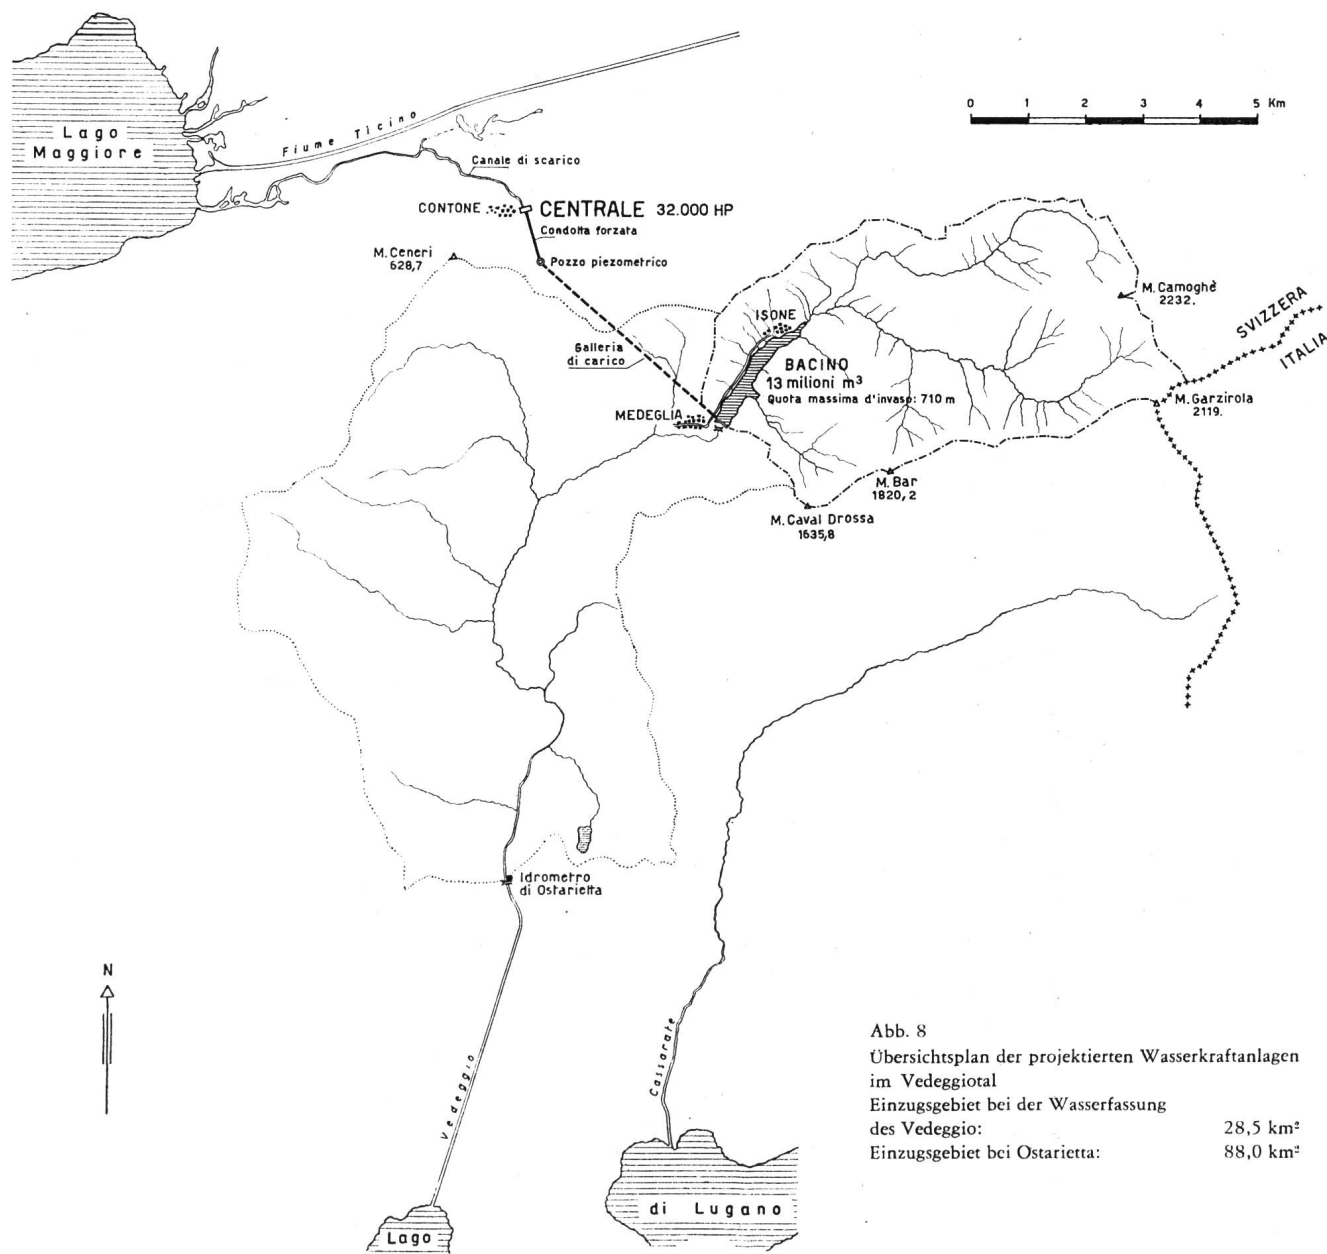 Lago
Maggiore
Fiume Ticino
0 1 2 3 4 5 Km
Canale di scarico
CONTONE
CENTRALE 32.000 HP
Condotta forzata
M. Ceneri
628,7
Pozzo piezometrico
M. Camoghè
2232.
SVIZZERA
ITALIA
ISONE
Galleria
di carico
BACINO
13 milioni m³
Quota massima d'invaso: 710 m
M. Garzirola
2119.
MEDEGLIA
M. Bar
1820,2
M. Caval Drossa
1635,8
Idrometro
di Ostarietta
N
Vedeggio
Cassarate
Abb. 8
Übersichtsplan der projektierten Wasserkraftanlagen
im Vedeggiotal
Einzugsgebiet bei der Wasserfassung
des Vedeggio: 28,5 km²
Einzugsgebiet bei Ostarietta: 88,0 km²
Lago
di Lugano